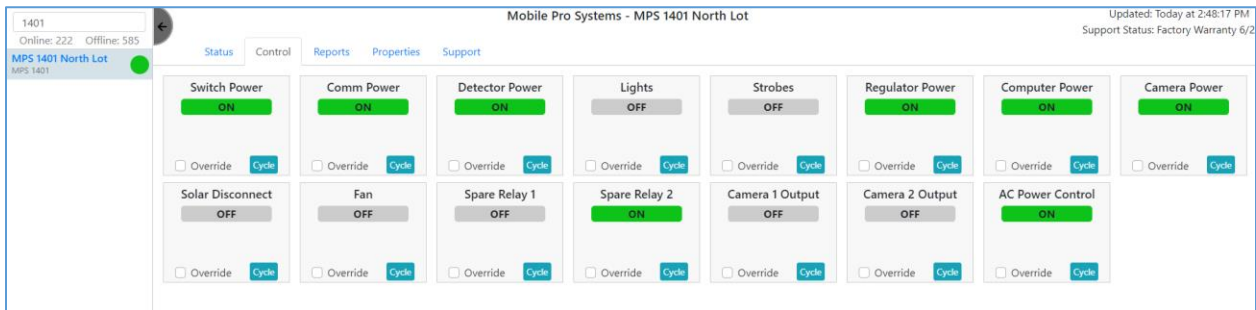 1401
Online: 222 Offline: 585
MPS 1401 North Lot
MPS 1401
Mobile Pro Systems - MPS 1401 North Lot
Updated: Today at 2:48:17 PM
Support Status: Factory Warranty 6/2
Status Control Reports Properties Support
Switch Power Comm Power Detector Power Lights Strobes Regulator Power Computer Power Camera Power
ON ON ON OFF OFF ON ON ON
Override Cycle Override Cycle Override Cycle Override Cycle Override Cycle Override Cycle Override Cycle Override Cycle
Solar Disconnect Fan Spare Relay 1 Spare Relay 2 Camera 1 Output Camera 2 Output AC Power Control
OFF OFF OFF ON OFF OFF ON
Override Cycle Override Cycle Override Cycle Override Cycle Override Cycle Override Cycle Override Cycle